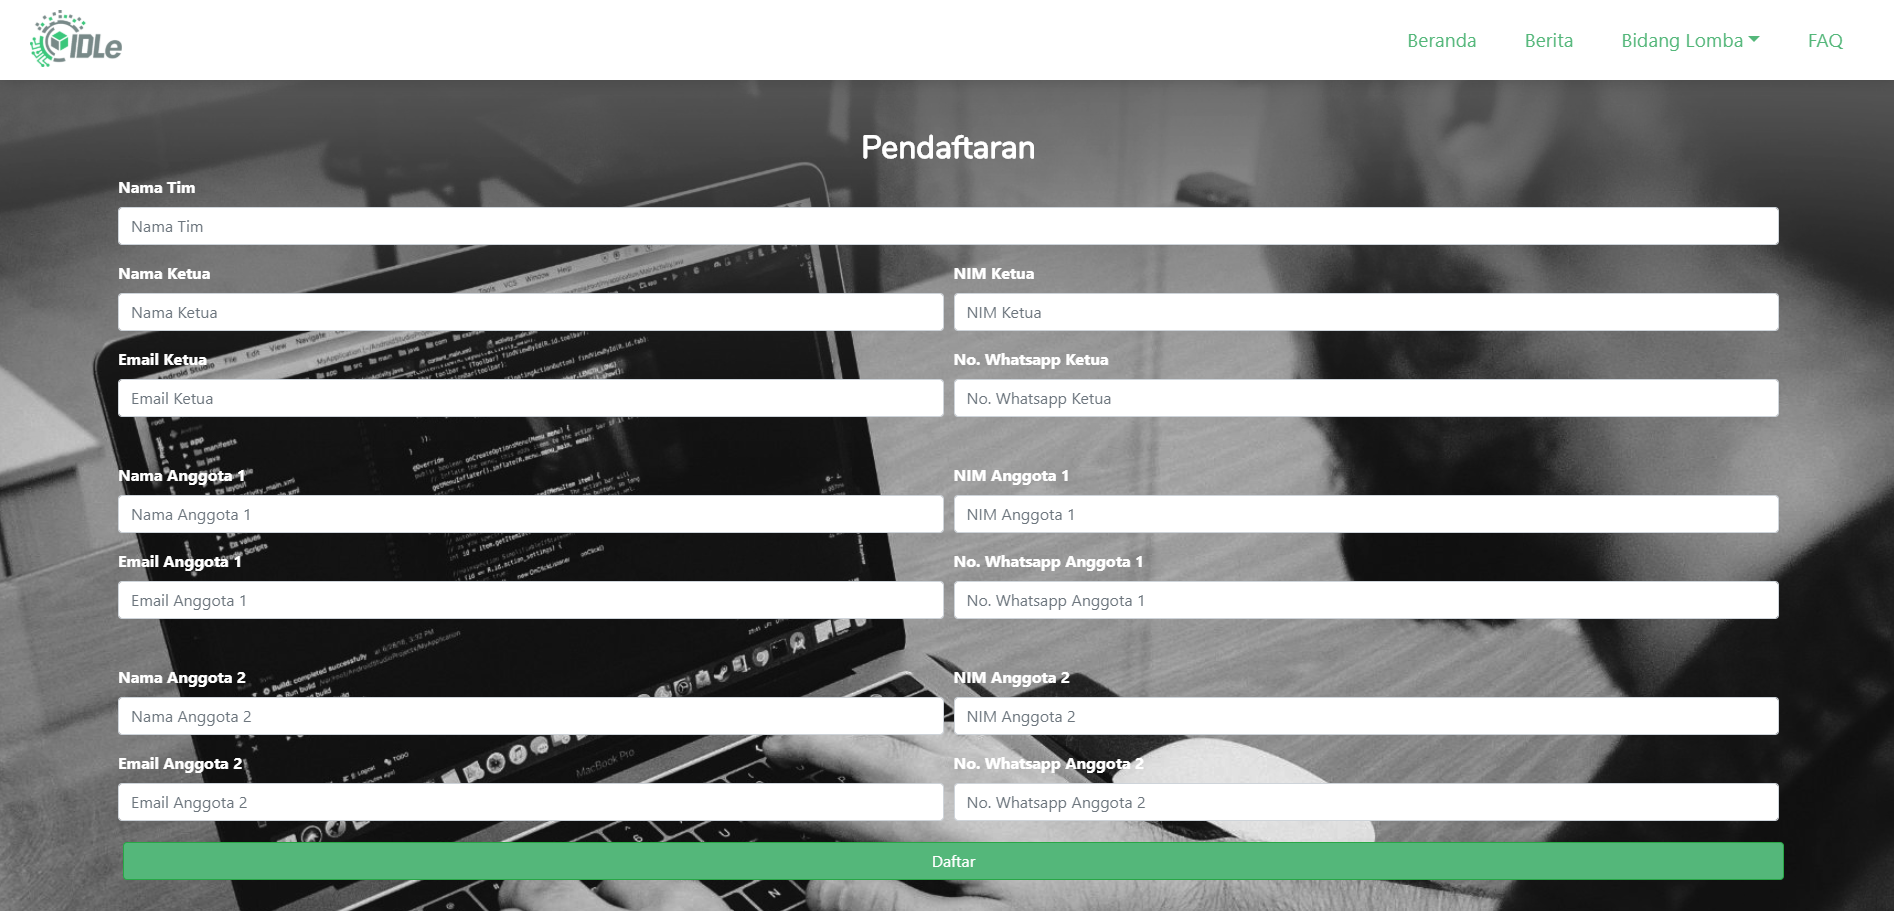 IDLe
Beranda Berita Bidang Lomba FAQ
Pendaftaran
Nama Tim
Nama Tim
Nama Ketua NIM Ketua
Nama Ketua NIM Ketua
Email Ketua No. Whatsapp Ketua
Email Ketua No. Whatsapp Ketua
Nama Anggota 1 NIM Anggota 1
Nama Anggota 1 NIM Anggota 1
Email Anggota 1 No. Whatsapp Anggota 1
Email Anggota 1 No. Whatsapp Anggota 1
Nama Anggota 2 NIM Anggota 2
Nama Anggota 2 NIM Anggota 2
Email Anggota 2 No. Whatsapp Anggota 2
Email Anggota 2 No. Whatsapp Anggota 2
MacBook Pro
Daftar